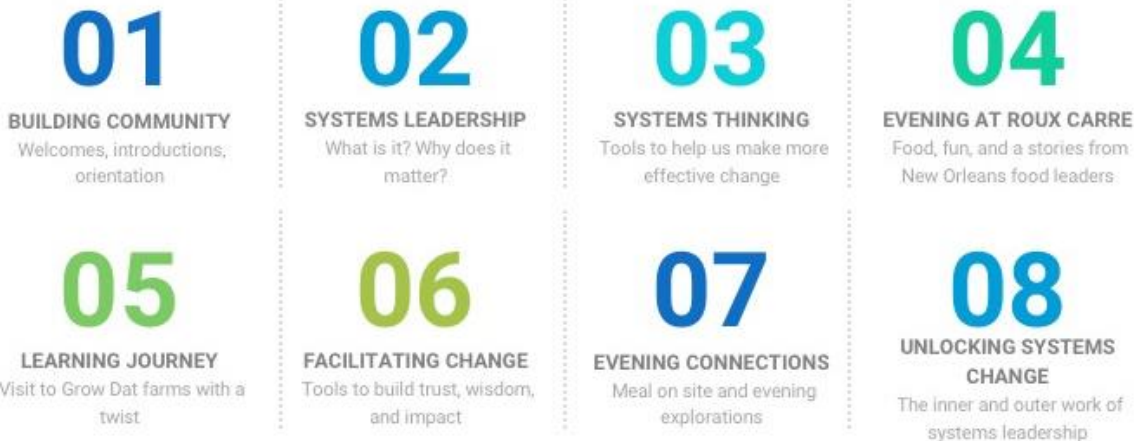 01
BUILDING COMMUNITY
Welcomes, introductions,
orientation
02
SYSTEMS LEADERSHIP
What is it? Why does it
matter?
03
SYSTEMS THINKING
Tools to help us make more
effective change
04
EVENING AT ROUX CARRE
Food, fun, and a stories from
New Orleans food leaders
05
LEARNING JOURNEY
Visit to Grow Dat farms with a
twist
06
FACILITATING CHANGE
Tools to build trust, wisdom,
and impact
07
EVENING CONNECTIONS
Meal on site and evening
explorations
08
UNLOCKING SYSTEMS
CHANGE
The inner and outer work of
systems leadership